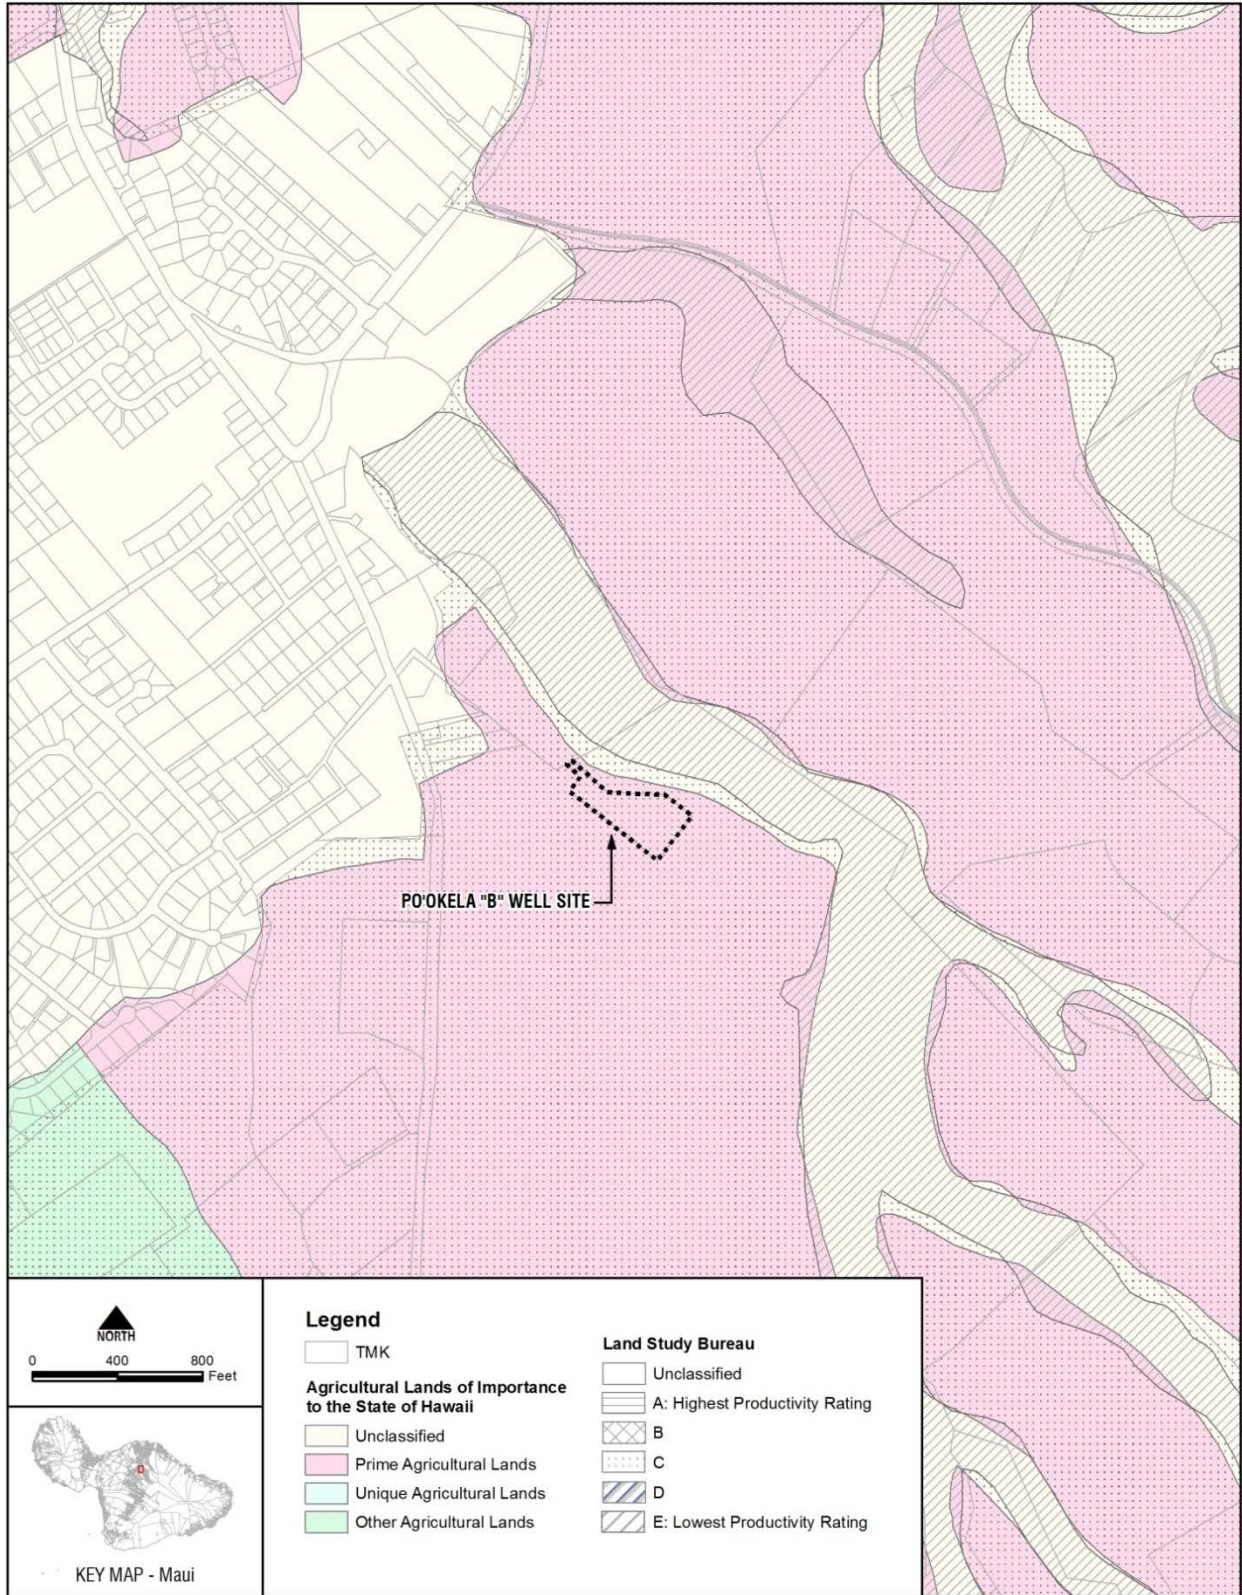 PO'OKELA "B" WELL SITE
NORTH
0 400 800
Feet
KEY MAP - Maui
Legend
TMK
Agricultural Lands of Importance
to the State of Hawaii
Unclassified
Prime Agricultural Lands
Unique Agricultural Lands
Other Agricultural Lands
Land Study Bureau
Unclassified
A: Highest Productivity Rating
B
C
D
E: Lowest Productivity Rating